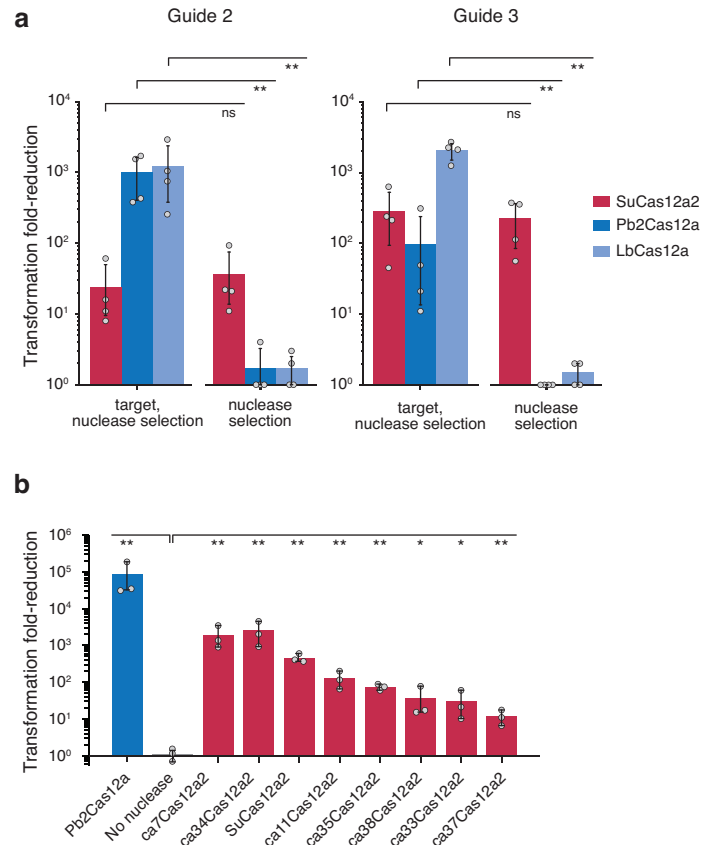 a
Guide 2
Guide 3
**
**
**
**
ns
ns
Transformation fold-reduction
10⁴
10³
10²
10¹
10⁰
10⁴
10³
10²
10¹
10⁰
target,
nuclease selection
nuclease
selection
target,
nuclease selection
nuclease
selection
SuCas12a2
Pb2Cas12a
LbCas12a
b
Transformation fold-reduction
10⁶
10⁵
10⁴
10³
10²
10¹
10⁰
** ** ** ** ** ** * * **
Pb2Cas12a
No nuclease
ca7Cas12a2
ca34Cas12a2
SuCas12a2
ca11Cas12a2
ca35Cas12a2
ca38Cas12a2
ca33Cas12a2
ca37Cas12a2